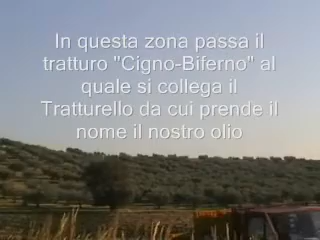 In questa zona passa il
tratturo "Cigno-Biferno" al
quale si collega il
Tratturello da cui prende il
nome il nostro olio